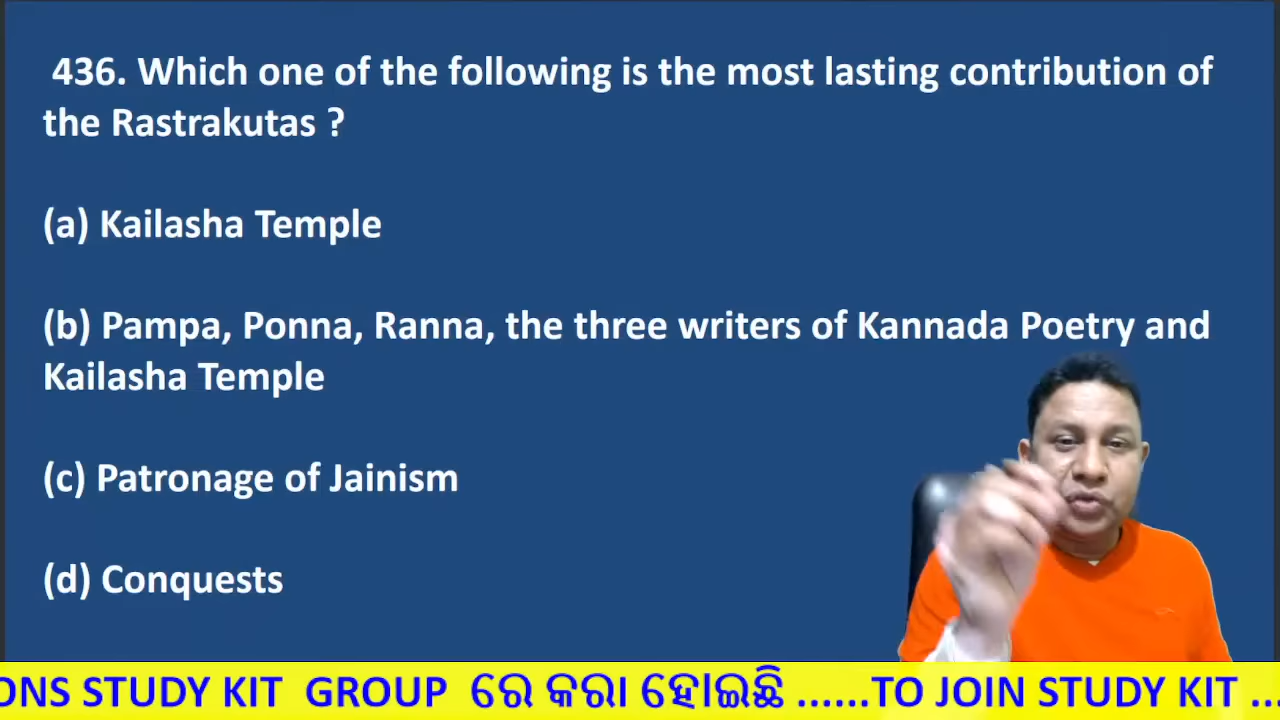 436. Which one of the following is the most lasting contribution of
the Rastrakutas ?
(a) Kailasha Temple
(b) Pampa, Ponna, Ranna, the three writers of Kannada Poetry and
Kailasha Temple
(c) Patronage of Jainism
(d) Conquests
ONS STUDY KIT GROUP ରେ କରା ହୋଇଛି ......TO JOIN STUDY KIT ...